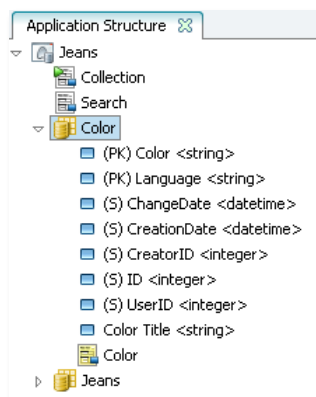 Application Structure
Jeans
Collection
Search
Color
(PK) Color <string>
(PK) Language <string>
(S) ChangeDate <datetime>
(S) CreationDate <datetime>
(S) CreatorID <integer>
(S) ID <integer>
(S) UserID <integer>
Color Title <string>
Color
Jeans